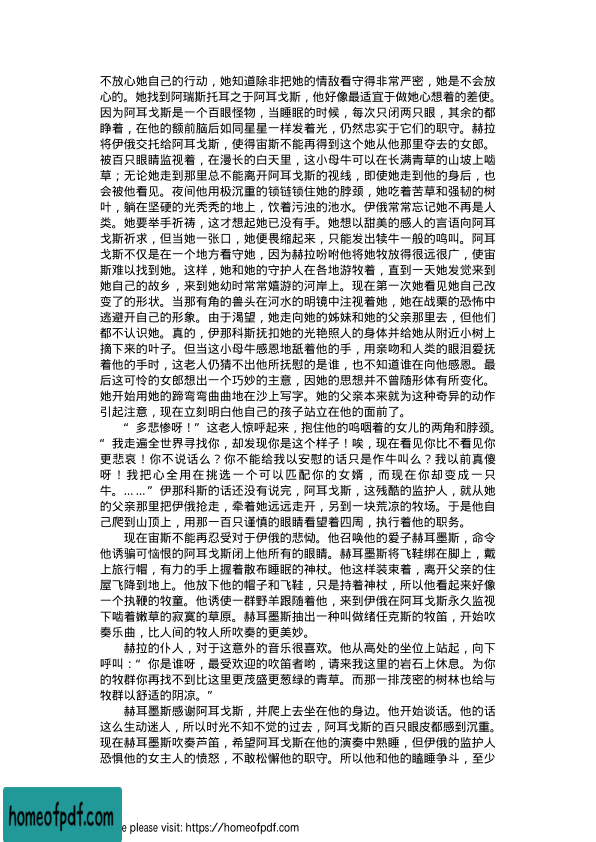 不放心她自己的行动，她知道除非把她的情敌看守得非常严密，她是不会放
心的。她找到阿瑞斯托耳之于阿耳戈斯，他好像最适宜于做她心想着的差使。
因为阿耳戈斯是一个百眼怪物，当睡眠的时候，每次只闭两只眼，其余的都
睁着，在他的额前脑后如同星星一样发着光，仍然忠实于它们的职守。赫拉
将伊俄交托给阿耳戈斯，使得宙斯不能再得到这个她从他那里夺去的女郎。
被百只眼睛监视着，在漫长的白天里，这小母牛可以在长满青草的山坡上啮
草；无论她走到那里总不能离开阿耳戈斯的视线，即使她走到他的身后，也
会被他看见。夜间他用极沉重的锁链锁住她的脖颈，她吃着苦草和强韧的树
叶，躺在坚硬的光秃秃的地上，饮着污浊的池水。伊俄常常忘记她不再是人
类。她要举手祈祷，这才想起她已没有手。她想以甜美的感人的言语向阿耳
戈斯祈求，但当她一张口，她便畏缩起来，只能发出犊牛一般的鸣叫。阿耳
戈斯不仅是在一个地方看守她，因为赫拉吩咐他将她牧放得很远很广，使宙
斯难以找到她。这样，她和她的守护人在各地游牧着，直到一天她发觉来到
她自己的故乡，来到她幼时常常嬉游的河岸上。现在第一次她看见她自己改
变了的形状。当那有角的兽头在河水的明镜中注视着她，她在战栗的恐怖中
逃避开自己的形象。由于渴望，她走向她的姊妹和她的父亲那里去，但他们
都不认识她。真的，伊那科斯抚扣她的光艳照人的身体并给她从附近小树上
摘下来的叶子。但当这小母牛感恩地舐着他的手，用亲吻和人类的眼泪爱抚
着他的手时，这老人仍猜不出他所抚慰的是谁，也不知道谁在向他感恩。最
后这可怜的女郎想出一个巧妙的主意，因她的思想并不曾随形体有所变化。
她开始用她的蹄弯弯曲曲地在沙上写字。她的父亲本来就为这种奇异的动作
引起注意，现在立刻明白他自己的孩子站立在他的面前了。
“多悲惨呀！”这老人惊呼起来，抱住他的呜咽着的女儿的两角和脖颈。
“我走遍全世界寻找你，却发现你是这个样子！唉，现在看见你比不看见你
更悲哀！你不说话么？你不能给我以安慰的话只是作牛叫么？我以前真傻
呀！我把心全用在挑选一个可以匹配你的女婿，而现在你却变成一只
牛。……”伊那科斯的话还没有说完，阿耳戈斯，这残酷的监护人，就从她
的父亲那里把伊俄抢走，牵着她远远走开，另到一块荒凉的牧场。于是他自
己爬到山顶上，用那一百只谨慎的眼睛看望着四周，执行着他的职务。
现在宙斯不能再忍受对于伊俄的悲恸。他召唤他的爱子赫耳墨斯，命令
他诱骗可恼恨的阿耳戈斯闭上他所有的眼睛。赫耳墨斯将飞鞋绑在脚上，戴
上旅行帽，有力的手上握着散布睡眠的神杖。他这样装束着，离开父亲的住
屋飞降到地上。他放下他的帽子和飞鞋，只是持着神杖，所以他看起来好像
一个执鞭的牧童。他诱使一群野羊跟随着他，来到伊俄在阿耳戈斯永久监视
下啮着嫩草的寂寞的草原。赫耳墨斯抽出一种叫做绪任克斯的牧笛，开始吹
奏乐曲，比人间的牧人所吹奏的更美妙。
赫拉的仆人，对于这意外的音乐很喜欢。他从高处的坐位上站起，向下
呼叫：“你是谁呀，最受欢迎的吹笛者哟，请来我这里的岩石上休息。为你
的牧群你再找不到比这里更茂盛更葱绿的青草。而那一排茂密的树林也给与
牧群以舒适的阴凉。”
赫耳墨斯感谢阿耳戈斯，并爬上去坐在他的身边。他开始谈话。他的话
这么生动迷人，所以时光不知不觉的过去，阿耳戈斯的百只眼皮都感到沉重。
现在赫耳墨斯吹奏芦笛，希望阿耳戈斯在他的演奏中熟睡，但伊俄的监护人
恐惧他的女主人的愤怒，不敢松懈他的职守。所以他和他的瞌睡争斗，至少
homeofpdf.com
e please visit: https://homeofpdf.com